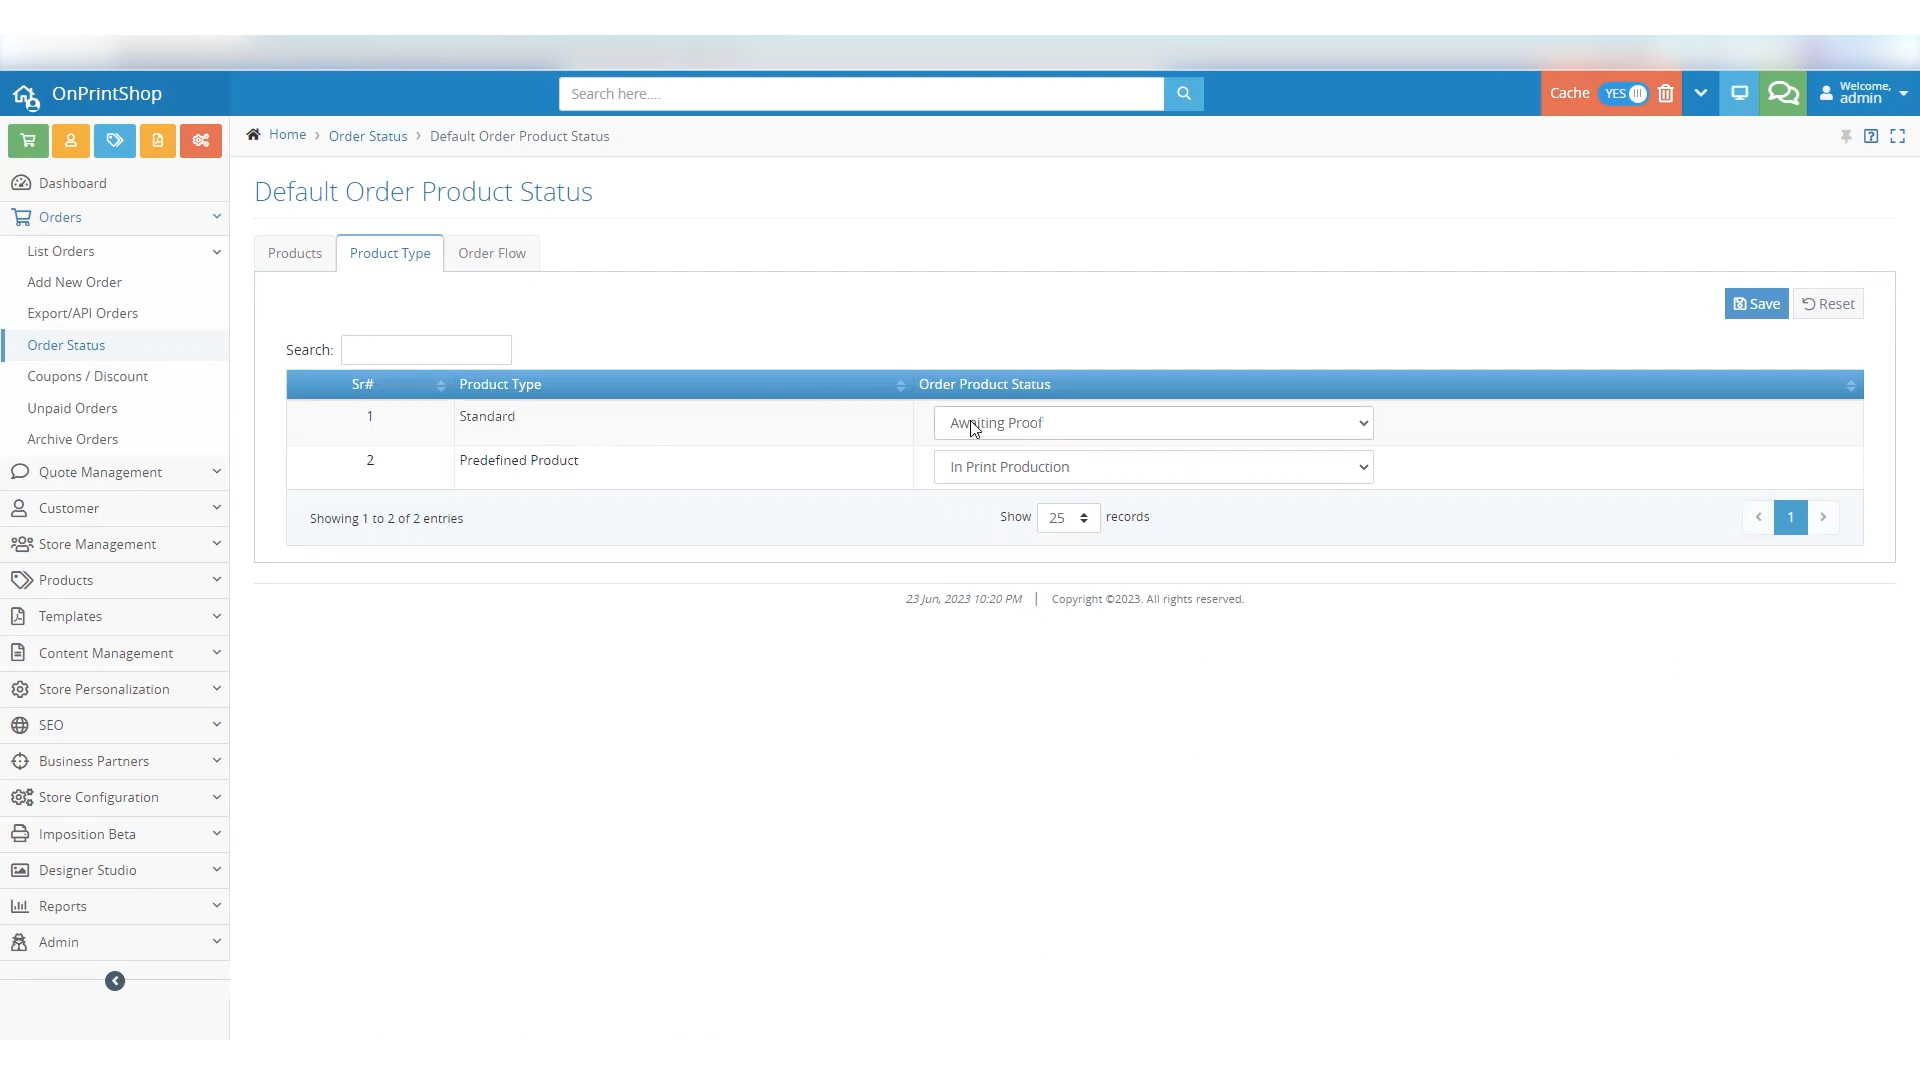 OnPrintShop
Search here....
Cache YES
Welcome,
admin
Home
Order Status
Default Order Product Status
Dashboard
Orders
List Orders
Add New Order
Export/API Orders
Order Status
Coupons / Discount
Unpaid Orders
Archive Orders
Quote Management
Customer
Store Management
Products
Templates
Content Management
Store Personalization
SEO
Business Partners
Store Configuration
Imposition Beta
Designer Studio
Reports
Admin
Default Order Product Status
Products Product Type Order Flow
Save Reset
Search:
Sr# Product Type Order Product Status
1 Standard Awaiting Proof
2 Predefined Product In Print Production
Showing 1 to 2 of 2 entries Show 25 records 1
23 Jun, 2023 10:20 PM | Copyright ©2023. All rights reserved.